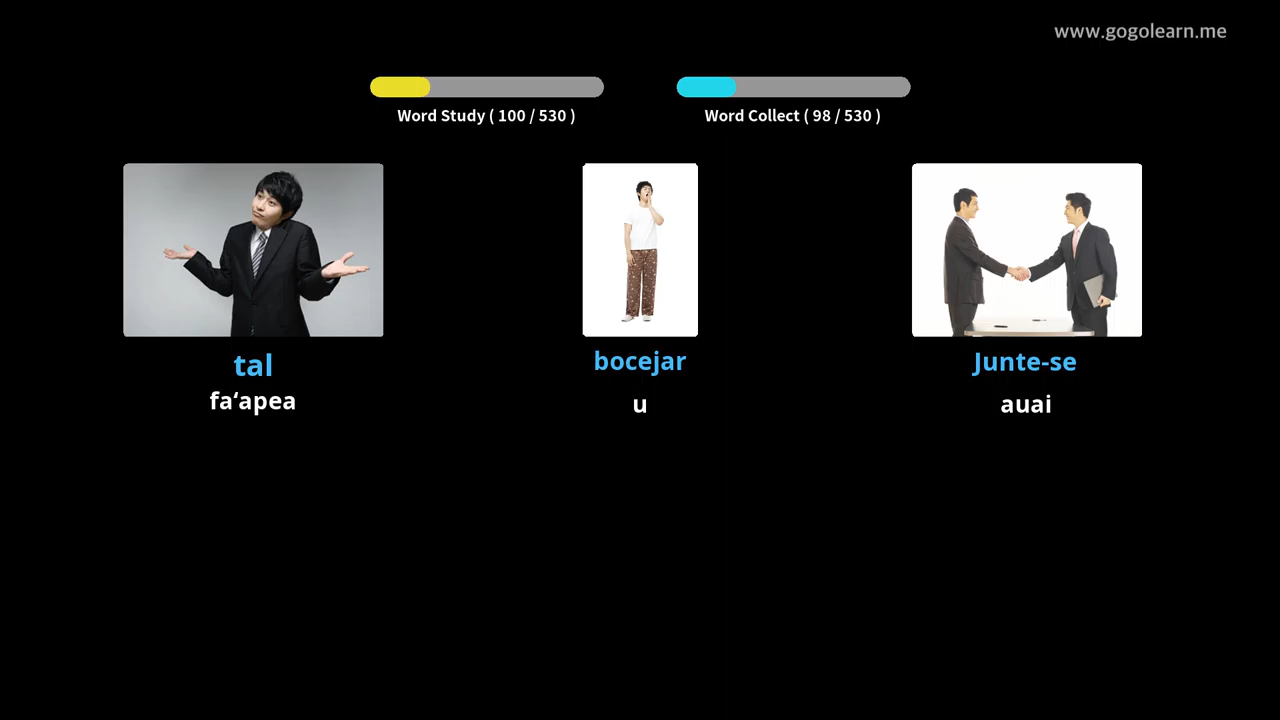 www.gogolearn.me
Word Study ( 100 / 530 )
Word Collect ( 98 / 530 )
tal
fa‘apea
bocejar
u
Junte-se
auai